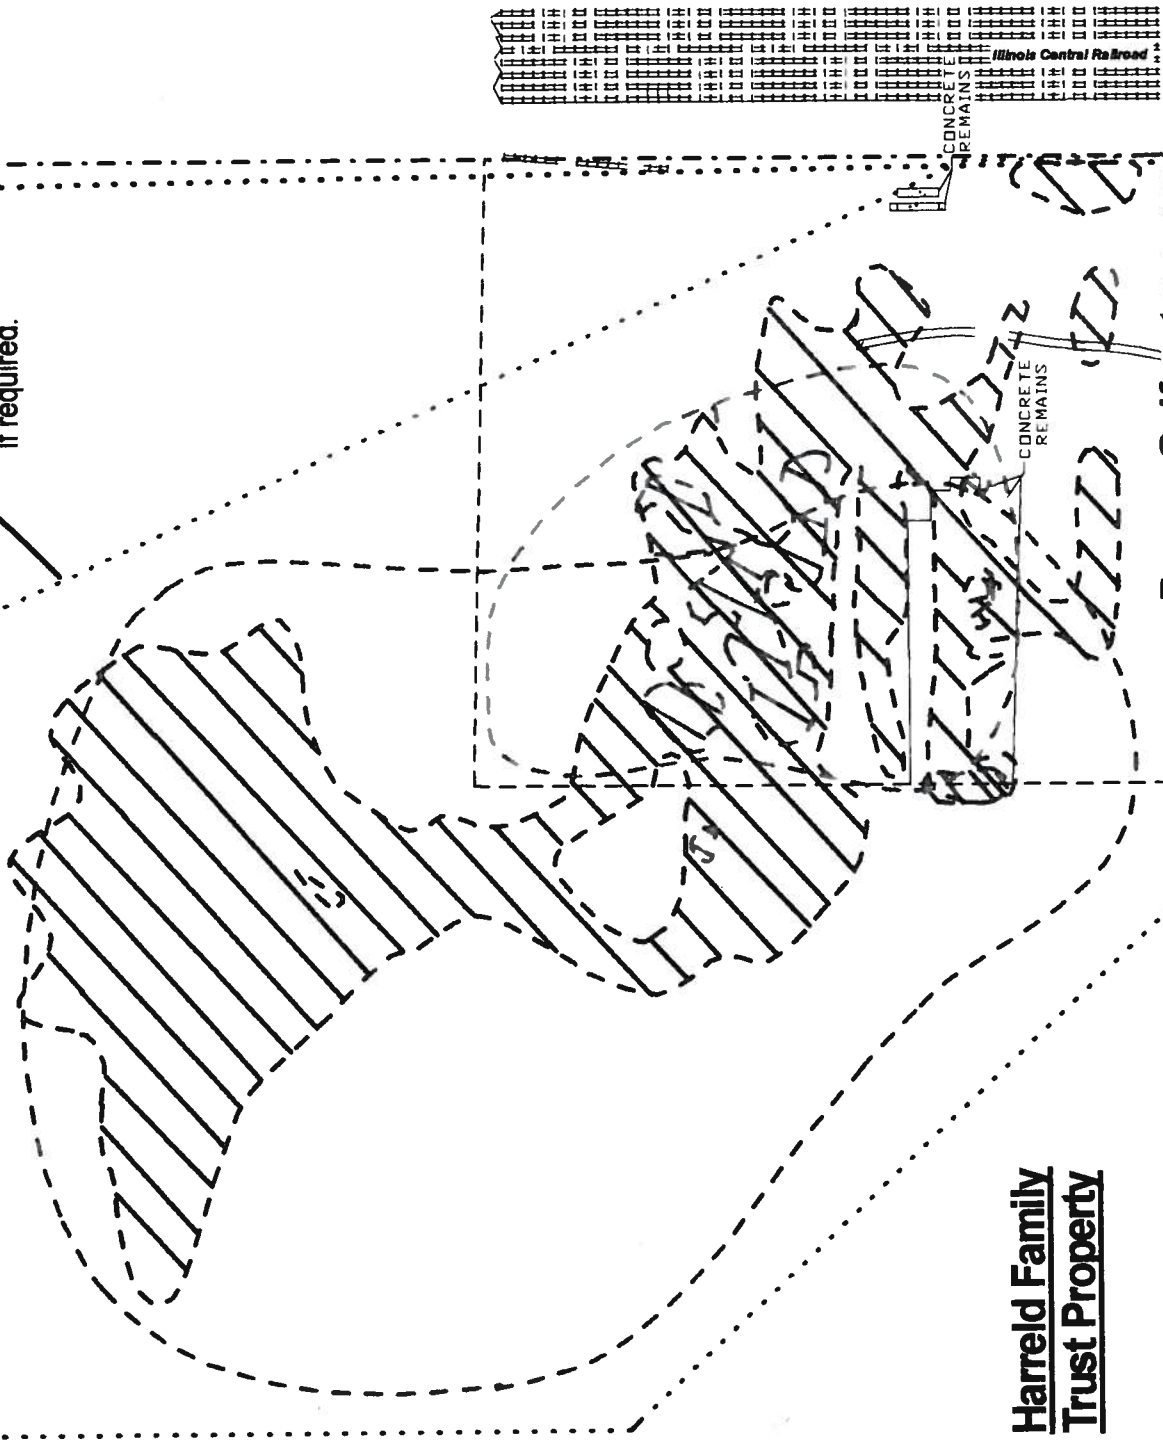 if required.
Illinois Central Railroad
CONCRETE
REMAINS
CONCRETE
REMAINS
Harreld Family
Trust Property